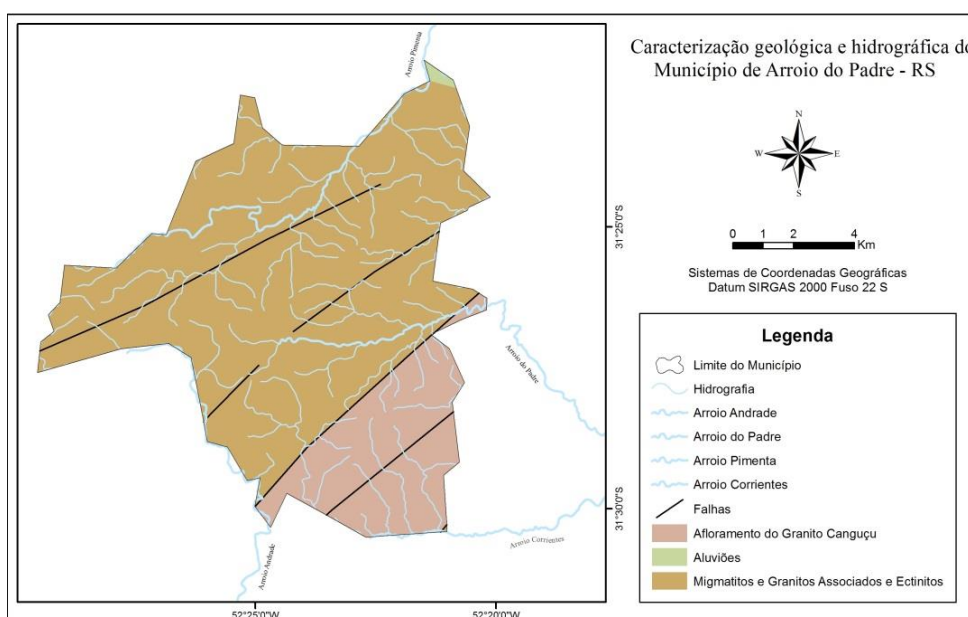 Caracterização geológica e hidrográfica do
Município de Arroio do Padre - RS
N
W E
S
0 1 2 4
Km
Sistemas de Coordenadas Geográficas
Datum SIRGAS 2000 Fuso 22 S
Legenda
Limite do Município
Hidrografia
Arroio Andrade
Arroio do Padre
Arroio Pimenta
Arroio Corrientes
Falhas
Afloramento do Granito Canguçu
Aluviões
Migmatitos e Granitos Associados e Ectinitos
Arroio Pimenta
Arroio do Padre
Arroio Corrientes
Arroio Andrade
31°25'0"S
31°30'0"S
52°25'0"W
52°20'0"W